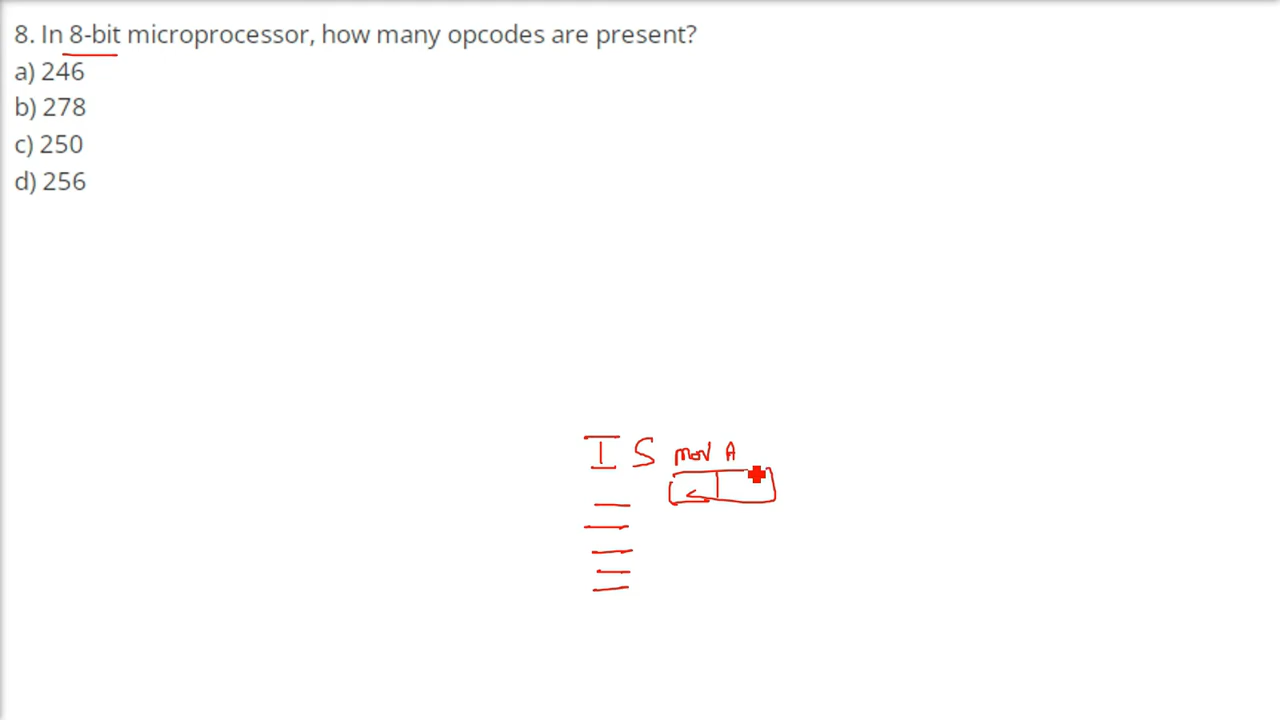 8. In 8-bit microprocessor, how many opcodes are present?
a) 246
b) 278
c) 250
d) 256
I S mov A